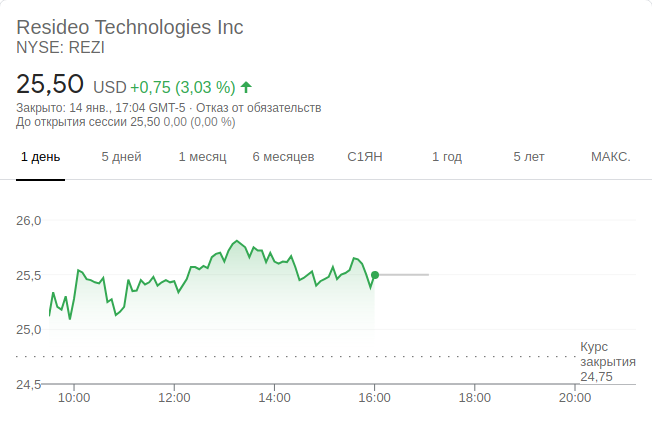 Resideo Technologies Inc
NYSE: REZI
25,50 USD +0,75 (3,03 %)
Закрыто: 14 янв., 17:04 GMT-5 · Отказ от обязательств
До открытия сессии 25,50 0,00 (0,00 %)
1 день 5 дней 1 месяц 6 месяцев С1ЯН 1 год 5 лет МАКС.
26,0
25,5
25,0
Курс
закрытия
24,75
24,5
10:00 12:00 14:00 16:00 18:00 20:00